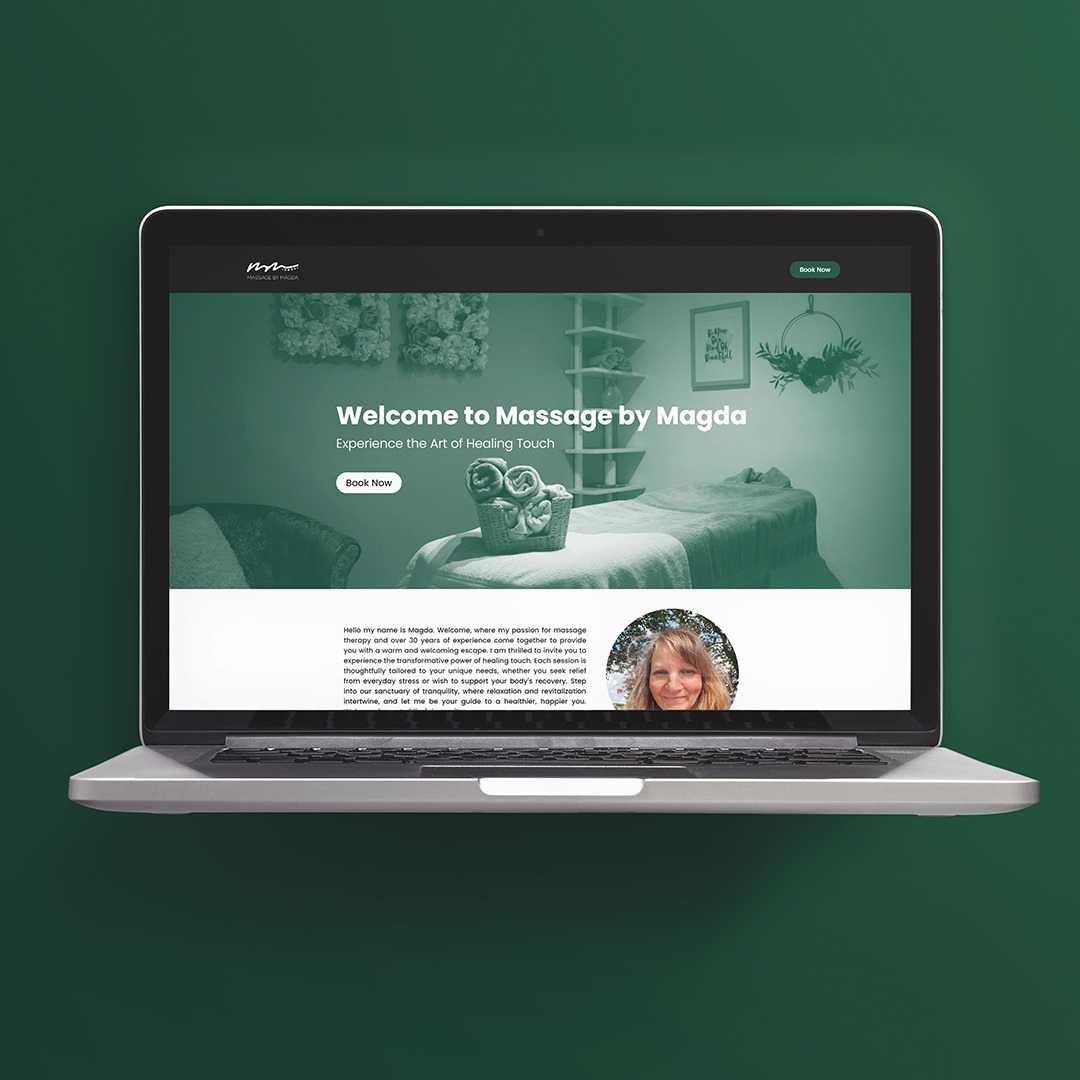 MASSAGE BY MAGDA
Book Now
Welcome to Massage by Magda
Experience the Art of Healing Touch
Book Now
Hello my name is Magda. Welcome, where my passion for massage
therapy and over 30 years of experience come together to provide
you with a warm and welcoming escape. I am thrilled to invite you to
experience the transformative power of healing touch. Each session is
thoughtfully tailored to your unique needs, whether you seek relief
from everyday stress or wish to support your body's recovery. Step
into our sanctuary of tranquility, where relaxation and revitalization
intertwine, and let me be your guide to a healthier, happier you.